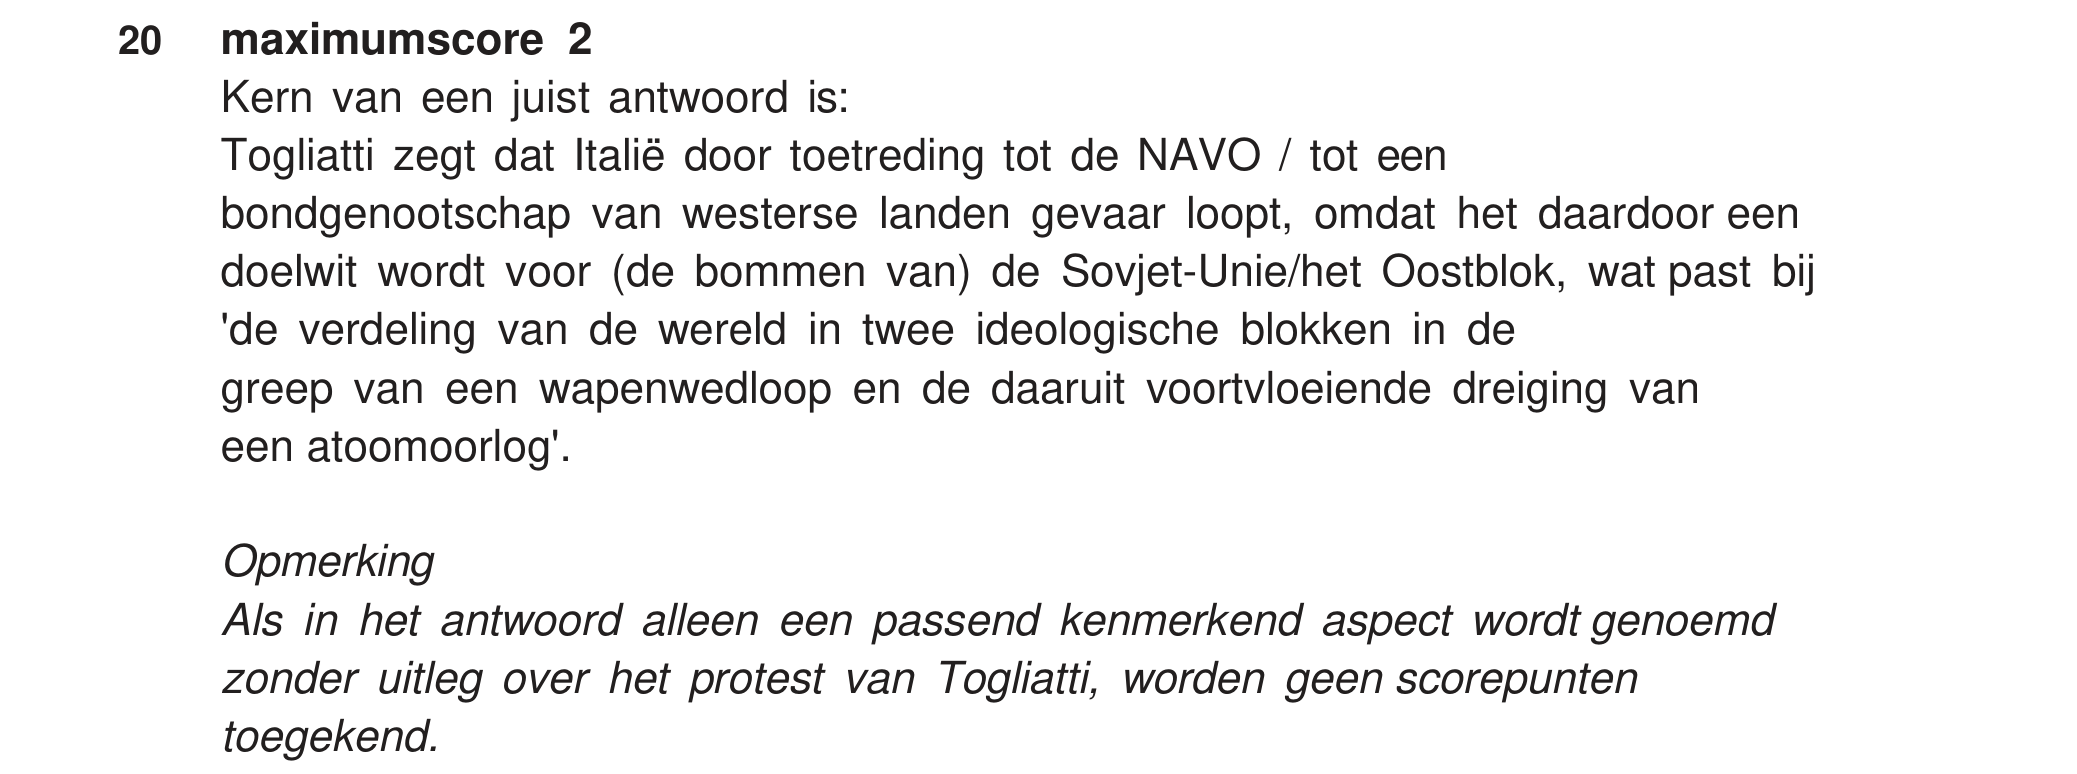 20 maximumscore 2
Kern van een juist antwoord is:
Togliatti zegt dat Italië door toetreding tot de NAVO / tot een
bondgenootschap van westerse landen gevaar loopt, omdat het daardoor een
doelwit wordt voor (de bommen van) de Sovjet-Unie/het Oostblok, wat past bij
'de verdeling van de wereld in twee ideologische blokken in de
greep van een wapenwedloop en de daaruit voortvloeiende dreiging van
een atoomoorlog'.
Opmerking
Als in het antwoord alleen een passend kenmerkend aspect wordt genoemd
zonder uitleg over het protest van Togliatti, worden geen scorepunten
toegekend.